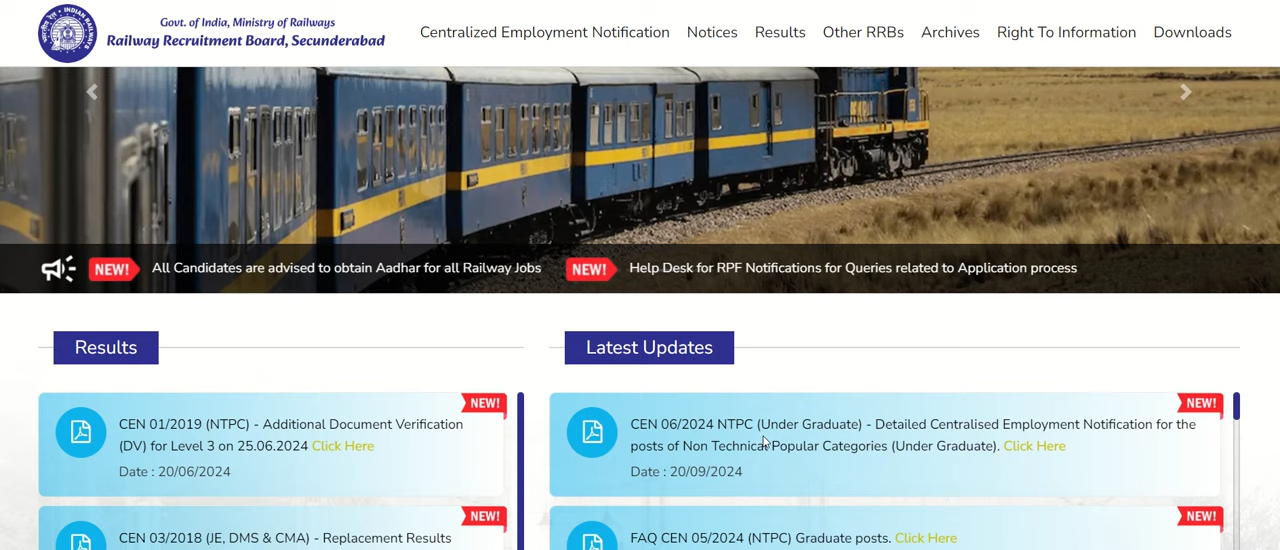 Govt. of India, Ministry of Railways
Railway Recruitment Board, Secunderabad
Centralized Employment Notification Notices Results Other RRBs Archives Right To Information Downloads
NEW! All Candidates are advised to obtain Aadhar for all Railway Jobs NEW! Help Desk for RPF Notifications for Queries related to Application process
Results
NEW!
CEN 01/2019 (NTPC) - Additional Document Verification
(DV) for Level 3 on 25.06.2024 Click Here
Date : 20/06/2024
NEW!
CEN 03/2018 (JE, DMS & CMA) - Replacement Results
Latest Updates
NEW!
CEN 06/2024 NTPC (Under Graduate) - Detailed Centralised Employment Notification for the
posts of Non Technical Popular Categories (Under Graduate). Click Here
Date : 20/09/2024
NEW!
FAQ CEN 05/2024 (NTPC) Graduate posts. Click Here